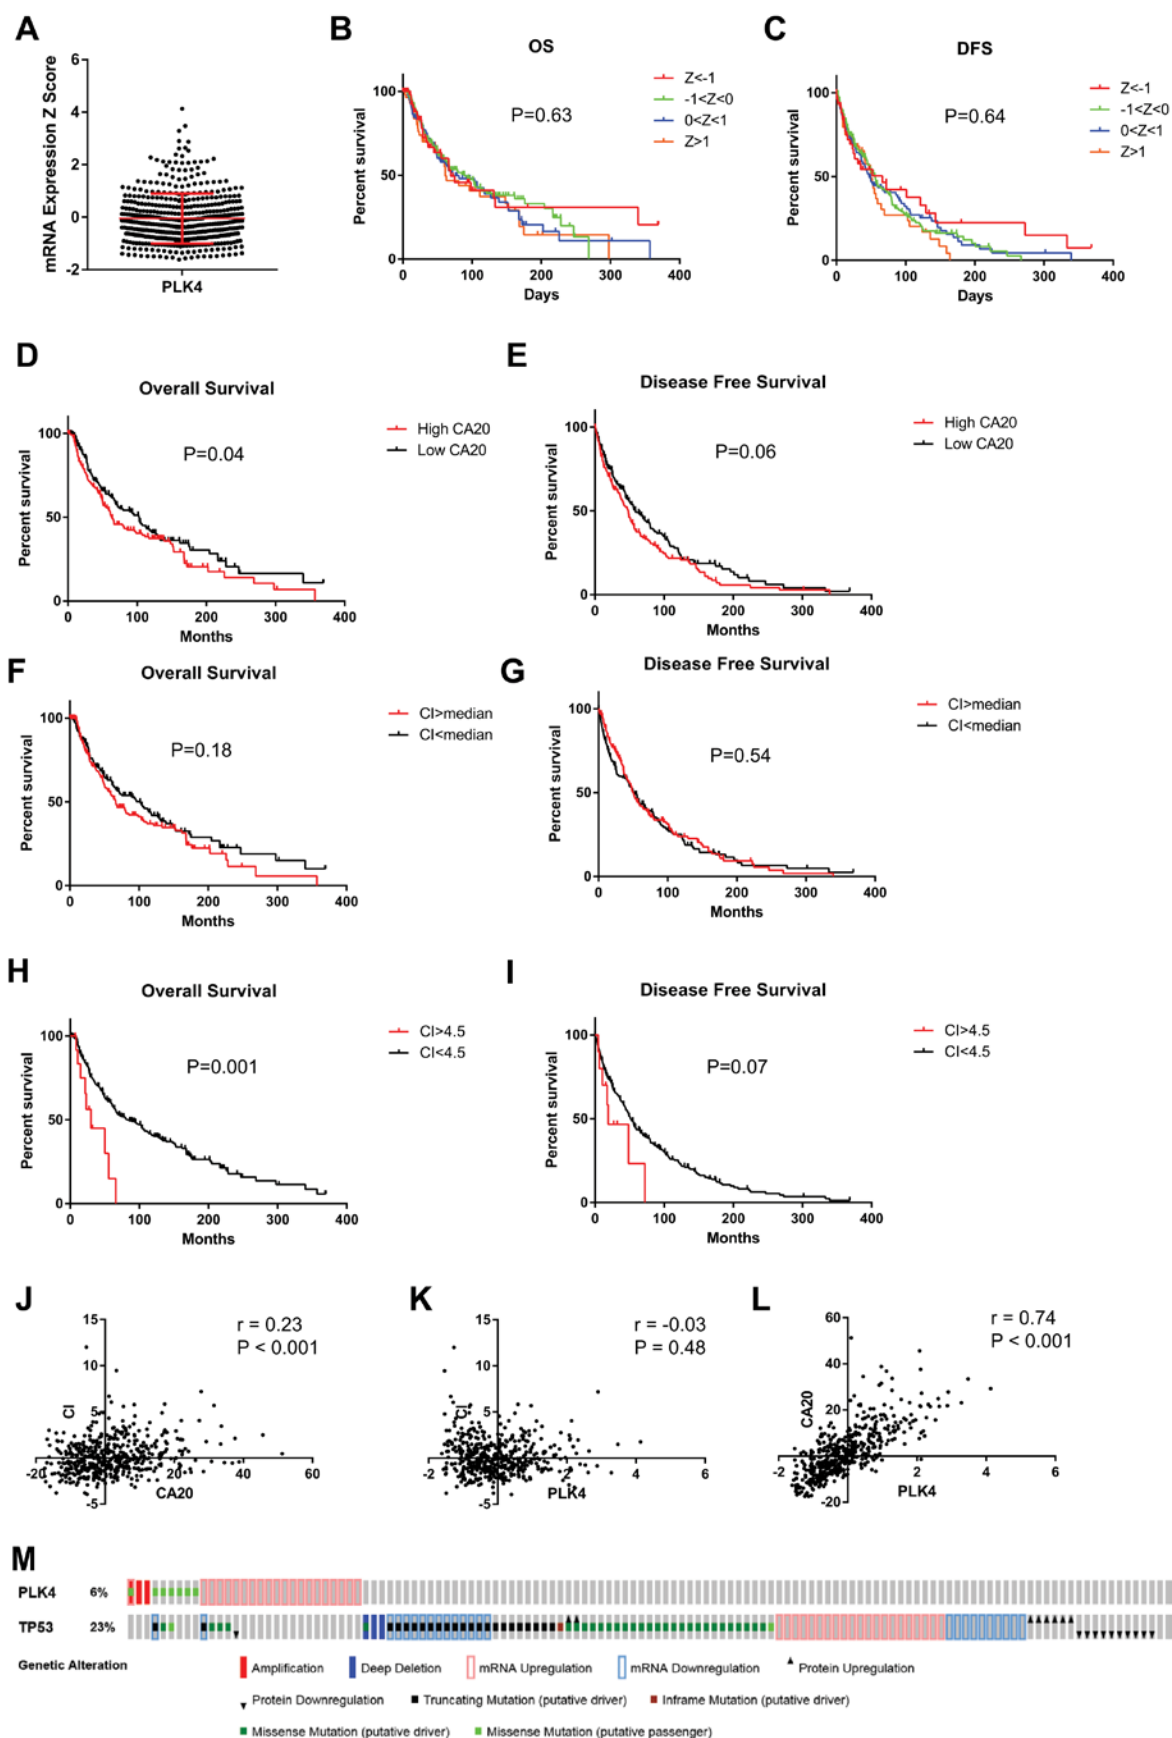 A
mRNA Expression Z Score
6
4
2
0
-2
PLK4
B
OS
Percent survival
100
50
0
0 100 200 300 400
Days
P=0.63
Z<-1
-1<Z<0
0<Z<1
Z>1
C
DFS
Percent survival
100
50
0
0 100 200 300 400
Days
P=0.64
Z<-1
-1<Z<0
0<Z<1
Z>1
D
Overall Survival
Percent survival
100
50
0
0 100 200 300 400
Months
P=0.04
High CA20
Low CA20
E
Disease Free Survival
Percent survival
100
50
0
0 100 200 300 400
Months
P=0.06
High CA20
Low CA20
F
Overall Survival
Percent survival
100
50
0
0 100 200 300 400
Months
P=0.18
CI>median
CI<median
G
Disease Free Survival
Percent survival
100
50
0
0 100 200 300 400
Months
P=0.54
CI>median
CI<median
H
Overall Survival
Percent survival
100
50
0
0 100 200 300 400
Months
P=0.001
CI>4.5
CI<4.5
I
Disease Free Survival
Percent survival
100
50
0
0 100 200 300 400
Months
P=0.07
CI>4.5
CI<4.5
J
r = 0.23
P < 0.001
CI
15
10
5
-5
-20 20 40 60
CA20
K
r = -0.03
P = 0.48
CI
15
10
5
-5
-2 2 4 6
PLK4
L
r = 0.74
P < 0.001
CA20
60
40
20
-20
-2 2 4 6
PLK4
M
PLK4 6%
TP53 23%
Genetic Alteration
Amplification Deep Deletion mRNA Upregulation mRNA Downregulation Protein Upregulation
Protein Downregulation Truncating Mutation (putative driver) Inframe Mutation (putative driver)
Missense Mutation (putative driver) Missense Mutation (putative passenger)